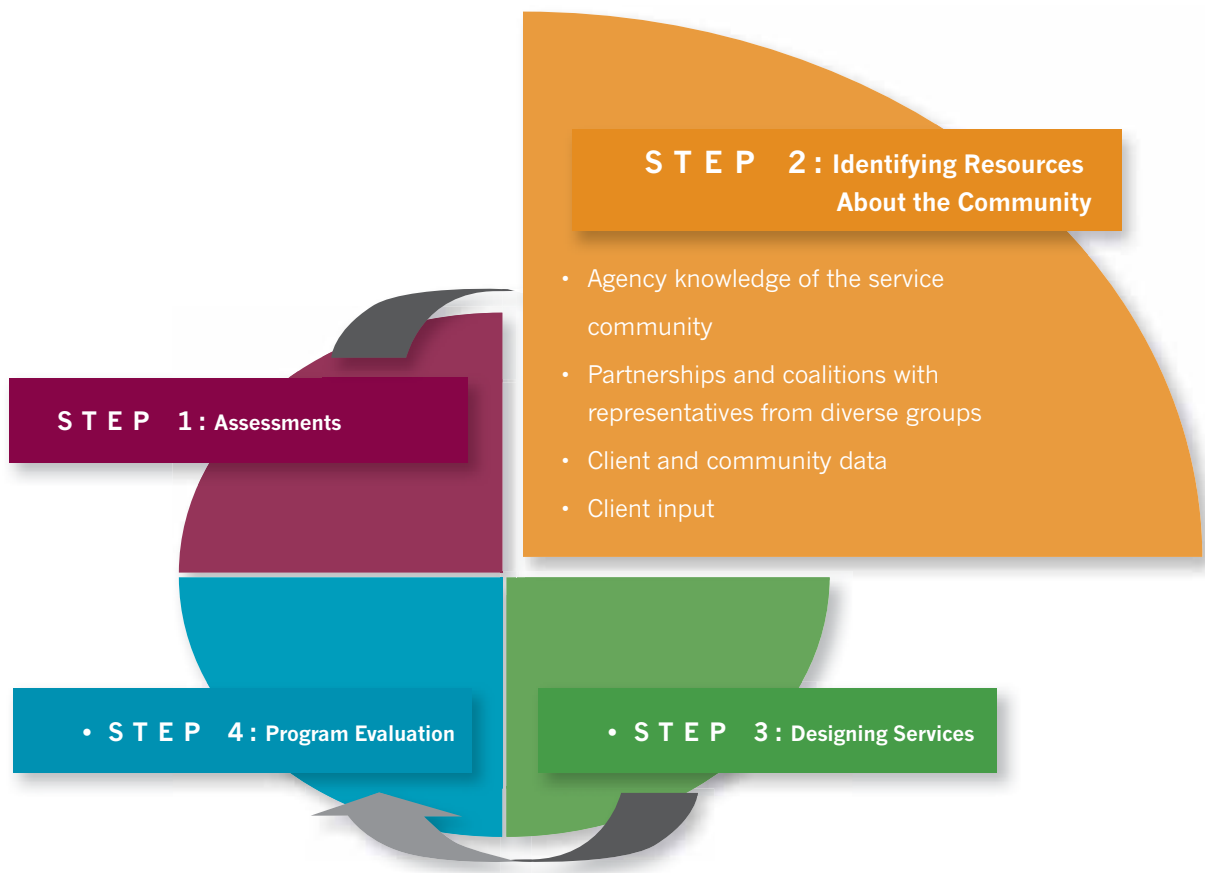 STEP 1: Assessments
STEP 2: Identifying Resources
About the Community
• Agency knowledge of the service
community
• Partnerships and coalitions with
representatives from diverse groups
• Client and community data
• Client input
• STEP 3: Designing Services
• STEP 4: Program Evaluation